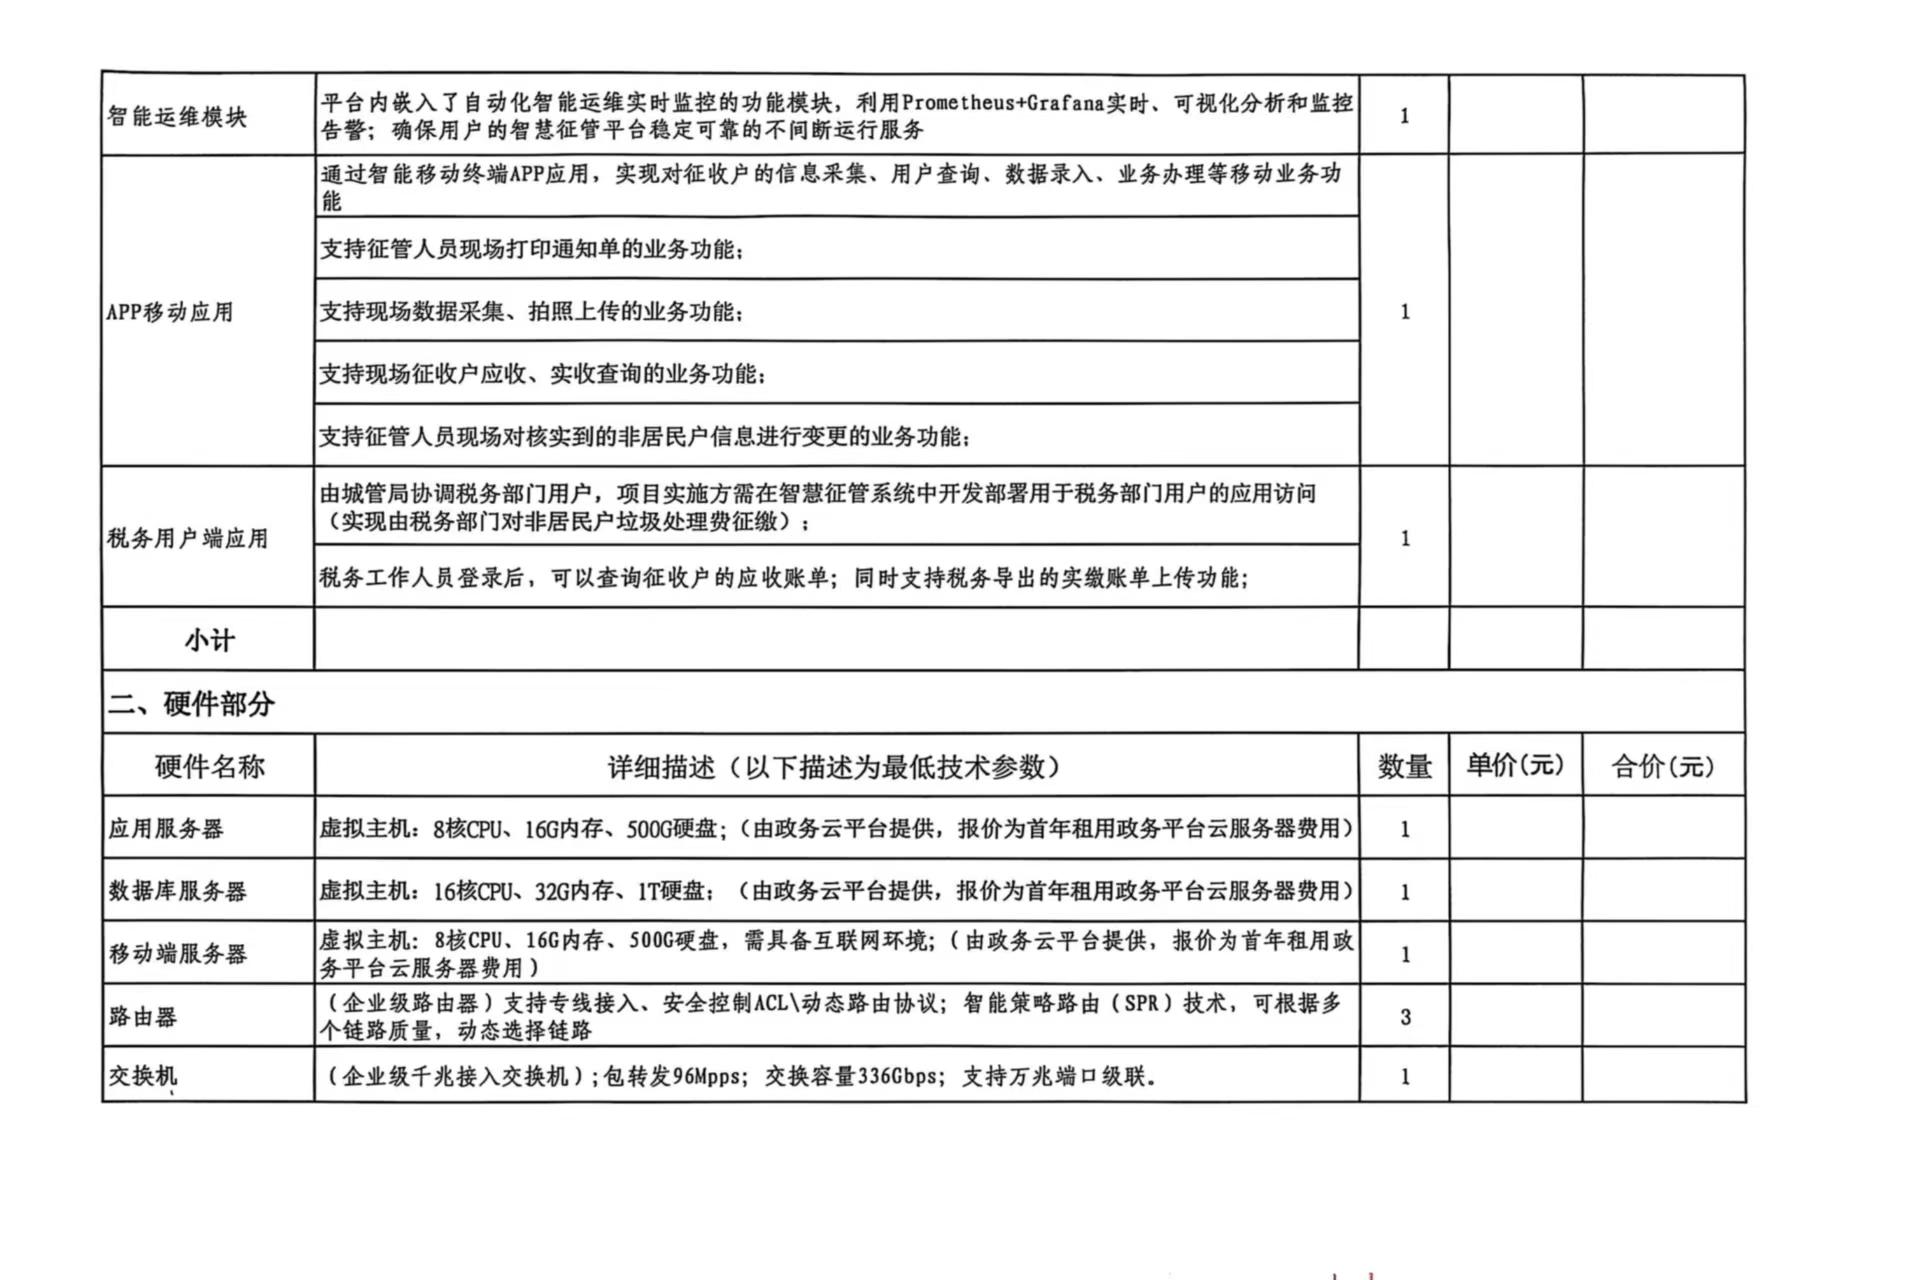 智能运维模块
平台内嵌入了自动化智能运维实时监控的功能模块，利用Prometheus+Grafana实时、可视化分析和监控
告警；确保用户的智慧征管平台稳定可靠的不间断运行服务
1
APP移动应用
通过智能移动终端APP应用，实现对征收户的信息采集、用户查询、数据录入、业务办理等移动业务功
能
支持征管人员现场打印通知单的业务功能；
支持现场数据采集、拍照上传的业务功能；
支持现场征收户应收、实收查询的业务功能；
支持征管人员现场对核实到的非居民户信息进行变更的业务功能；
1
税务用户端应用
由城管局协调税务部门用户，项目实施方需在智慧征管系统中开发部署用于税务部门用户的应用访问
（实现由税务部门对非居民户垃圾处理费征缴）；
税务工作人员登录后，可以查询征收户的应收账单；同时支持税务导出的实缴账单上传功能；
1
小计
二、硬件部分
硬件名称 详细描述（以下描述为最低技术参数） 数量 单价(元) 合价(元)
应用服务器 虚拟主机：8核CPU、16G内存、500G硬盘；（由政务云平台提供，报价为首年租用政务平台云服务器费用） 1
数据库服务器 虚拟主机：16核CPU、32G内存、1T硬盘；（由政务云平台提供，报价为首年租用政务平台云服务器费用） 1
移动端服务器
虚拟主机：8核CPU、16G内存、500G硬盘，需具备互联网环境；（由政务云平台提供，报价为首年租用政
务平台云服务器费用）
1
路由器
（企业级路由器）支持专线接入、安全控制ACL\动态路由协议；智能策略路由（SPR）技术，可根据多
个链路质量，动态选择链路
3
交换机 （企业级千兆接入交换机）；包转发96Mpps；交换容量336Gbps；支持万兆端口级联。 1